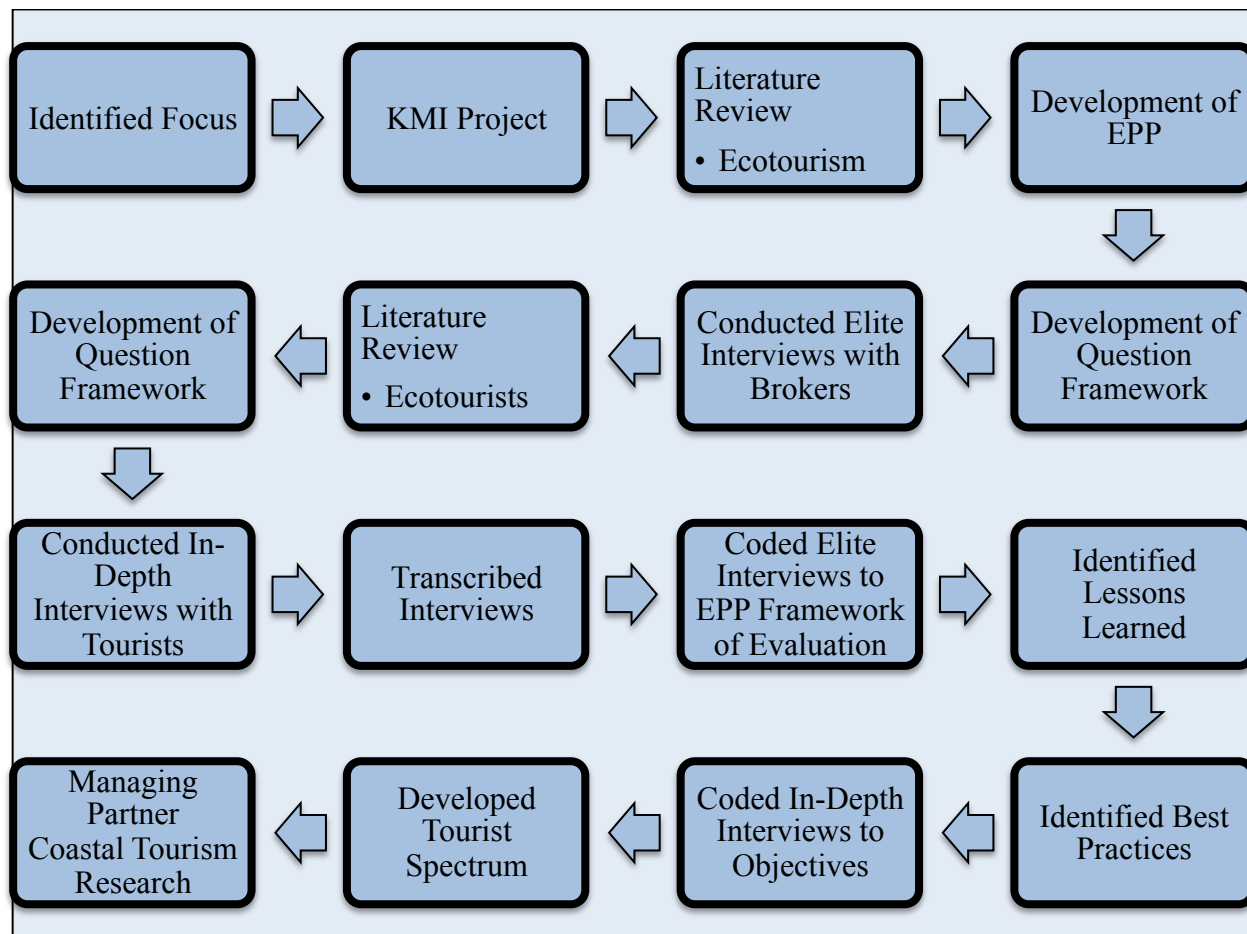 Identified Focus
KMI Project
Literature
Review
• Ecotourism
Development of
EPP
Development of
Question
Framework
Conducted Elite
Interviews with
Brokers
Literature
Review
• Ecotourists
Development of
Question
Framework
Conducted In-
Depth
Interviews with
Tourists
Transcribed
Interviews
Coded Elite
Interviews to
EPP Framework
of Evaluation
Identified
Lessons
Learned
Identified Best
Practices
Coded In-Depth
Interviews to
Objectives
Developed
Tourist
Spectrum
Managing
Partner
Coastal Tourism
Research